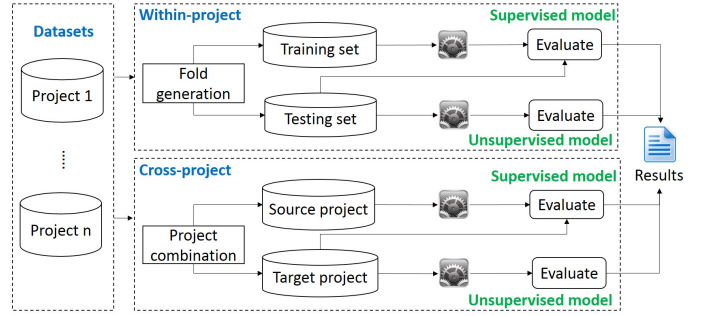 Datasets
Project 1
Project n
Within-project
Supervised model
Fold
generation
Training set
Evaluate
Testing set
Evaluate
Unsupervised model
Cross-project
Supervised model
Project
combination
Source project
Evaluate
Target project
Evaluate
Unsupervised model
Results